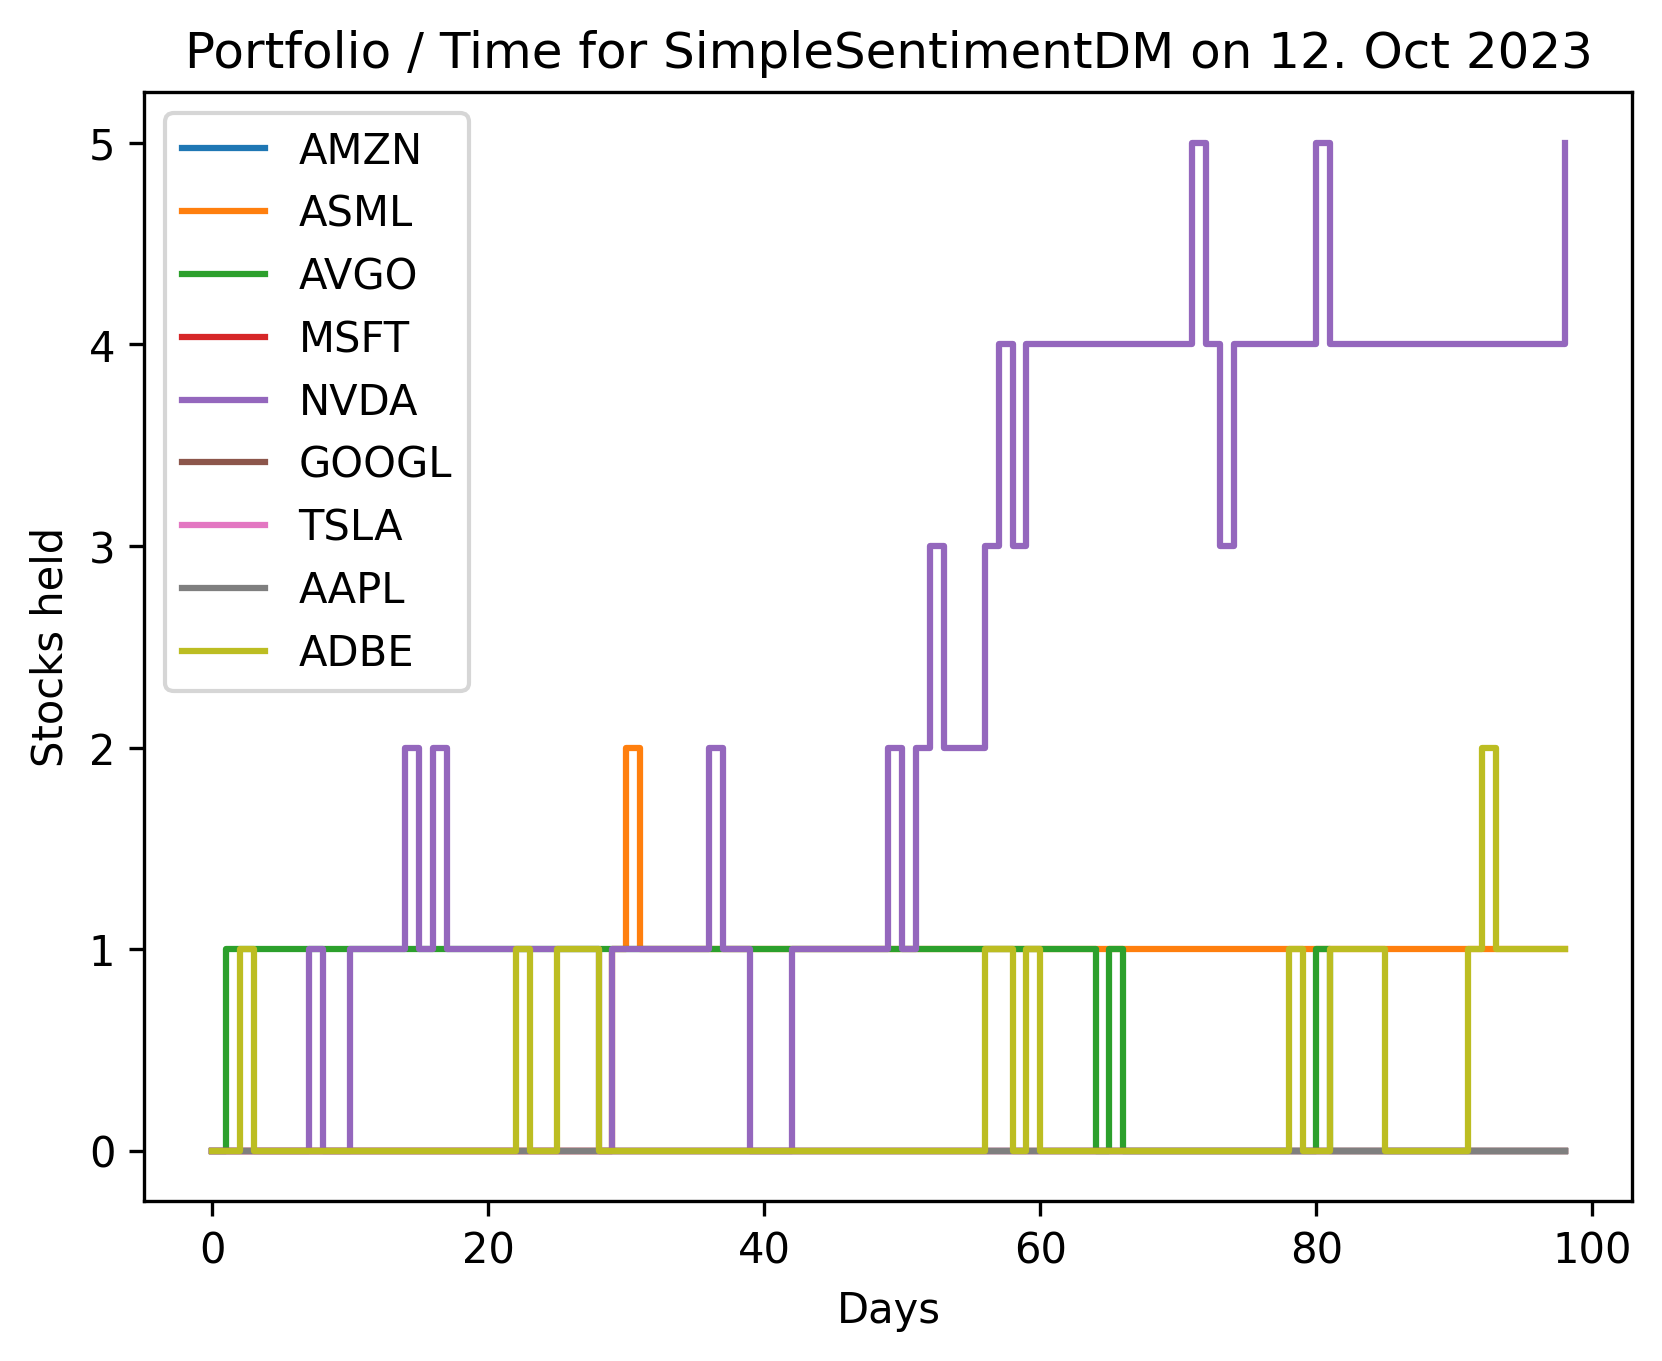 Portfolio / Time for SimpleSentimentDM on 12. Oct 2023
AMZN
ASML
AVGO
MSFT
NVDA
GOOGL
TSLA
AAPL
ADBE
5
4
3
2
1
0
Stocks held
0 20 40 60 80 100
Days